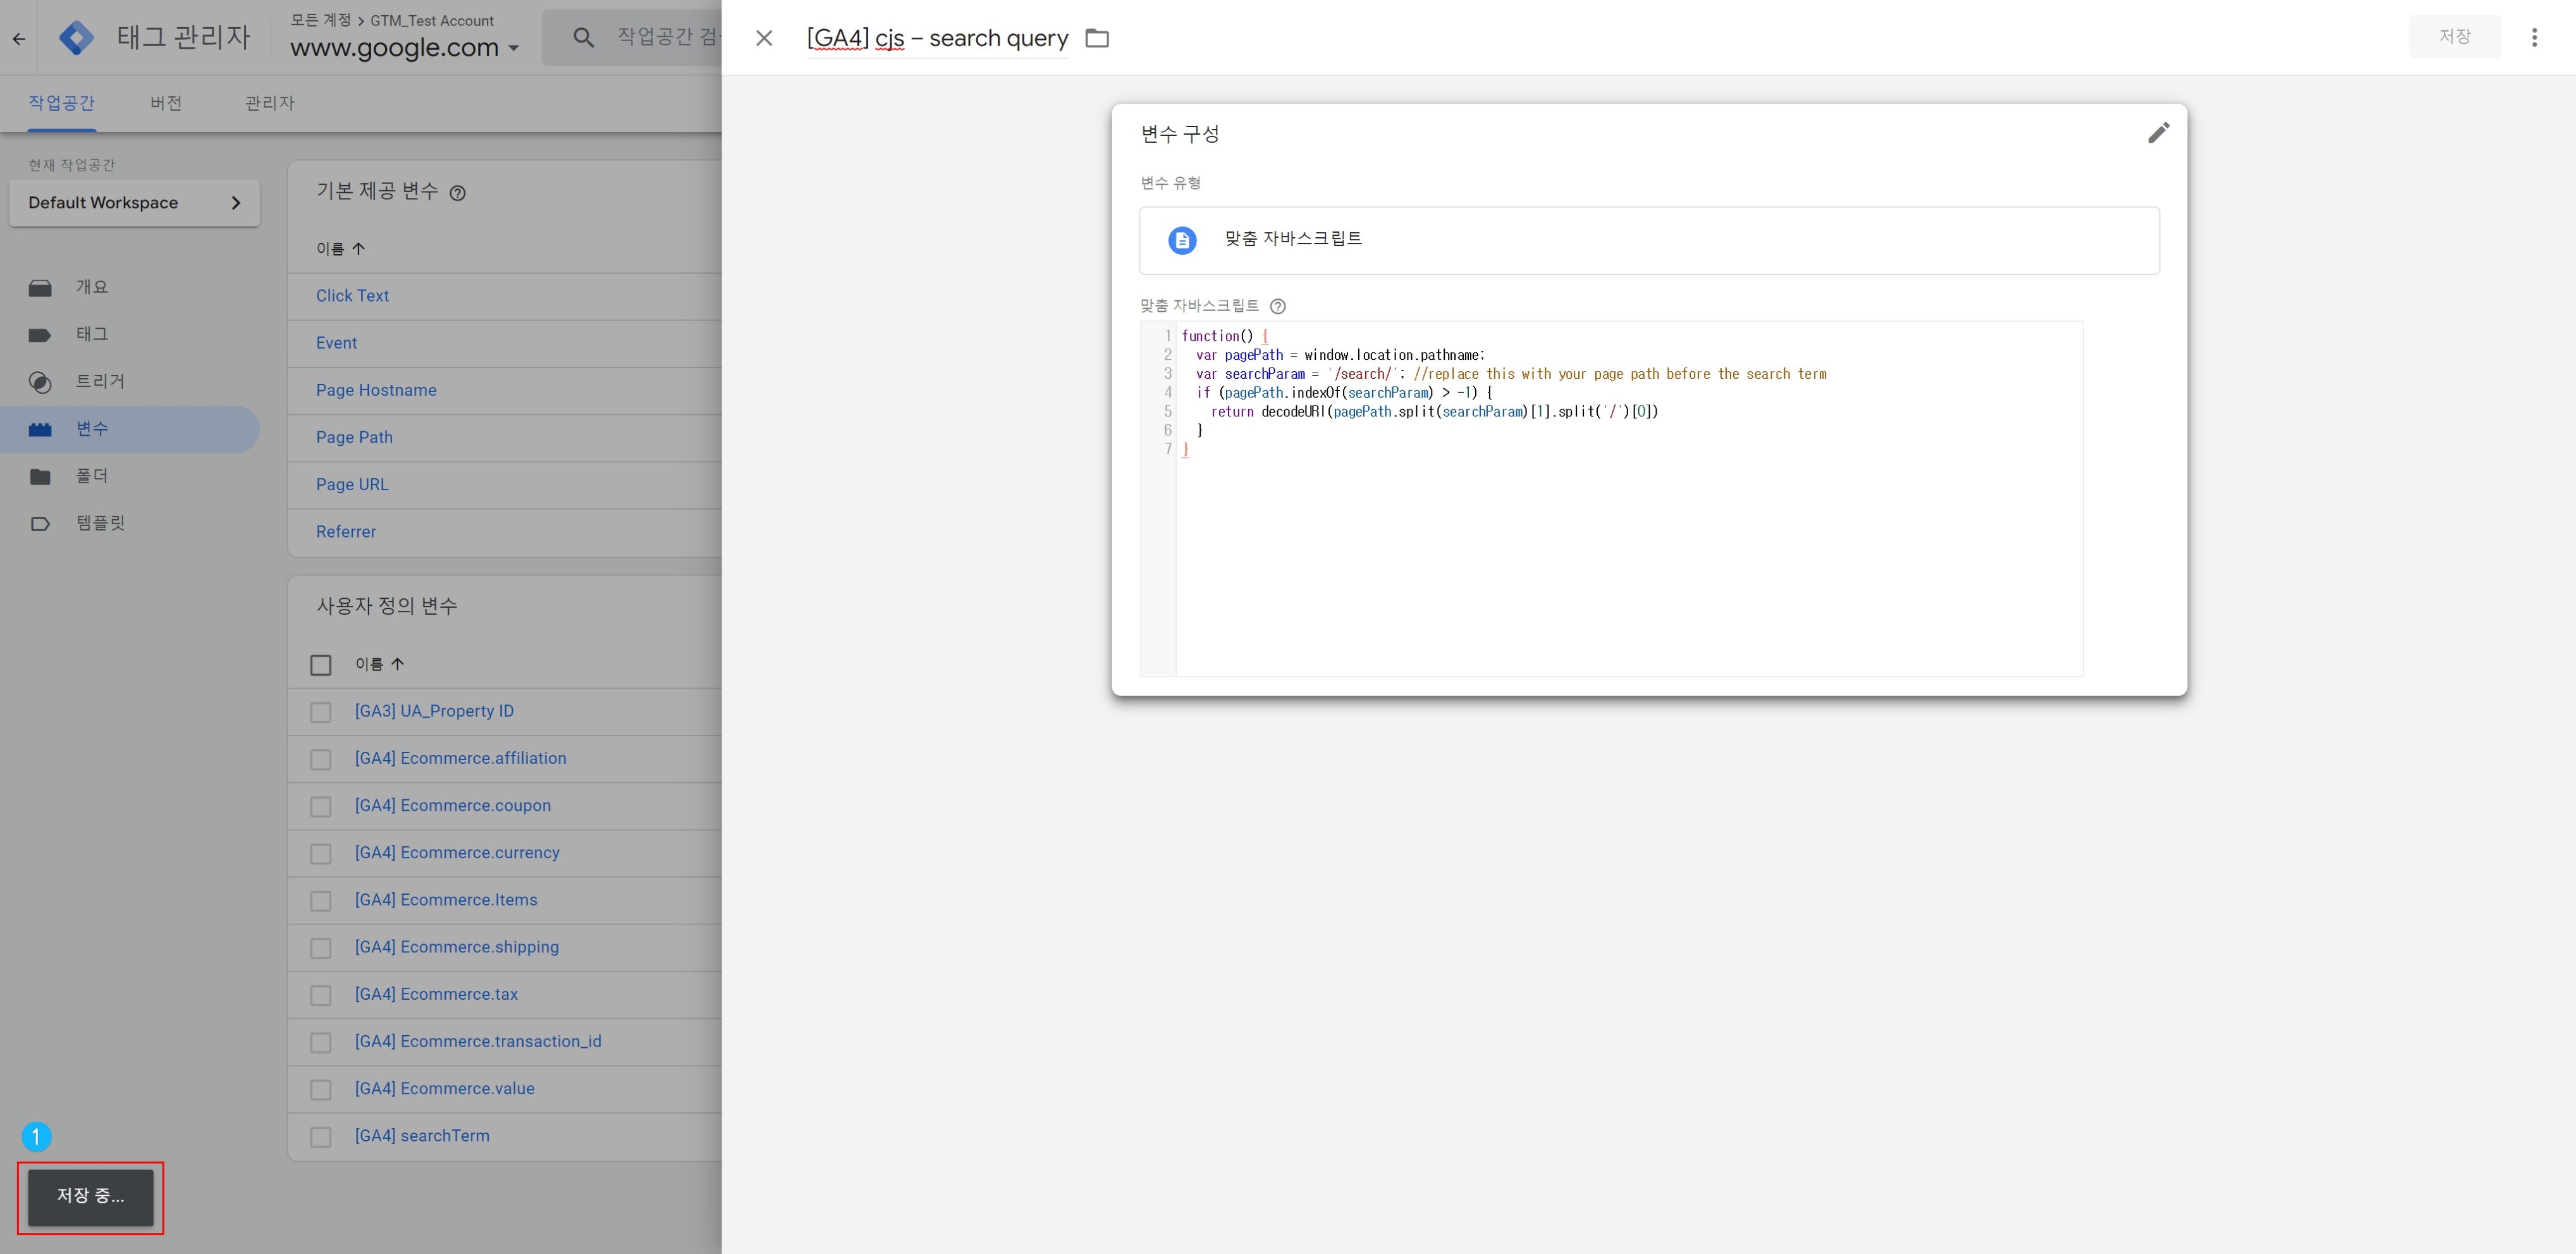 모든 계정 > GTM_Test Account
태그 관리자
www.google.com
작업공간 검
작업공간
버전
관리자
현재 작업공간
Default Workspace
개요
태그
트리거
변수
폴더
템플릿
기본 제공 변수
이름
Click Text
Event
Page Hostname
Page Path
Page URL
Referrer
사용자 정의 변수
이름
[GA3] UA_Property ID
[GA4] Ecommerce.affiliation
[GA4] Ecommerce.coupon
[GA4] Ecommerce.currency
[GA4] Ecommerce.Items
[GA4] Ecommerce.shipping
[GA4] Ecommerce.tax
[GA4] Ecommerce.transaction_id
[GA4] Ecommerce.value
[GA4] searchTerm
1
저장 중...
[GA4] cjs – search query
저장
변수 구성
변수 유형
맞춤 자바스크립트
맞춤 자바스크립트
1 function() {
2 var pagePath = window.location.pathname;
3 var searchParam = '/search/'; //replace this with your page path before the search term
4 if (pagePath.indexOf(searchParam) > -1) {
5 return decodeURI(pagePath.split(searchParam)[1].split('/')[0])
6 }
7 }